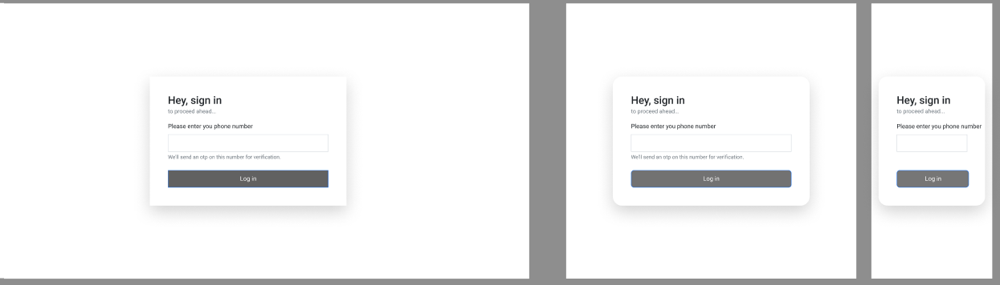 Hey, sign in
to proceed ahead...
Please enter you phone number
We'll send an otp on this number for verification.
Log in
Hey, sign in
to proceed ahead...
Please enter you phone number
We'll send an otp on this number for verification.
Log in
Hey, sign in
to proceed ahead...
Please enter you phone number
Log in